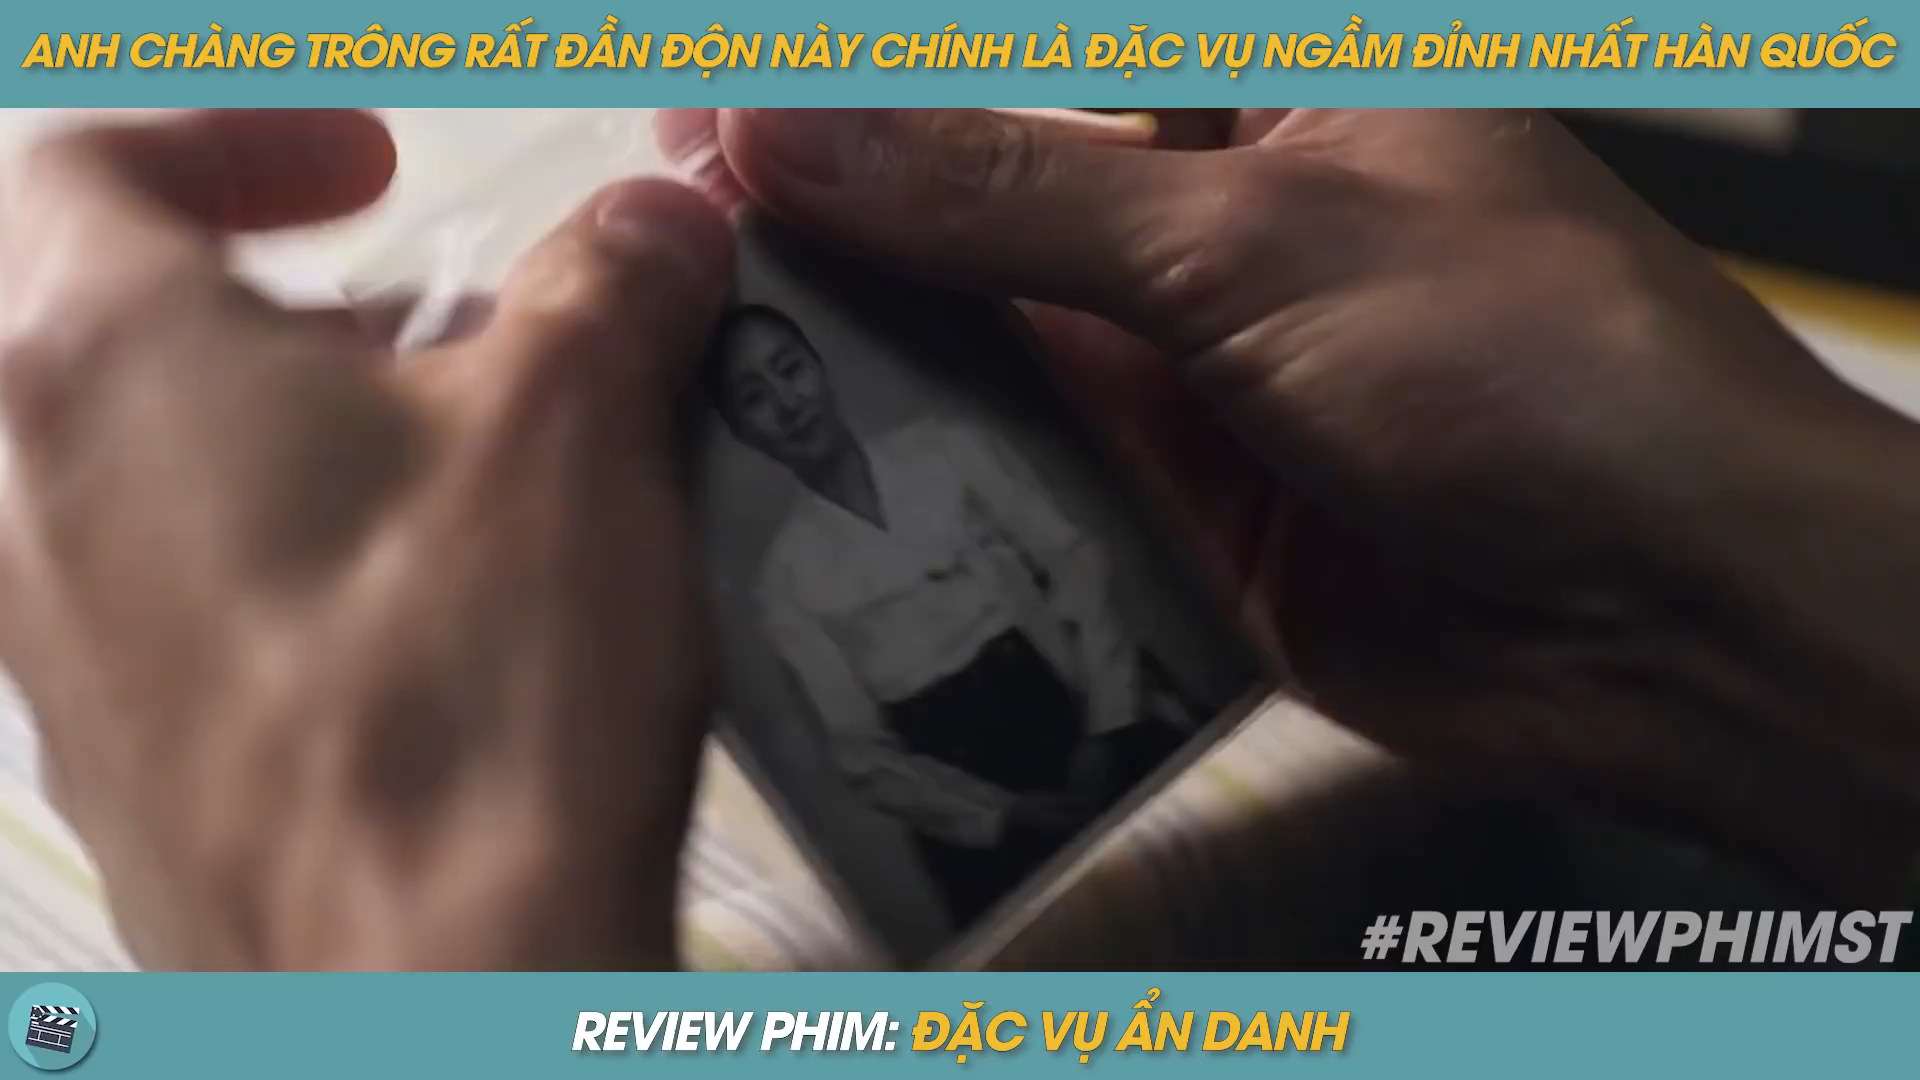 ANH CHÀNG TRÔNG RẤT ĐẦN ĐỘN NÀY CHÍNH LÀ ĐẶC VỤ NGẦM ĐỈNH NHẤT HÀN QUỐC
#REVIEWPHIMST
REVIEW PHIM: ĐẶC VỤ ẨN DANH